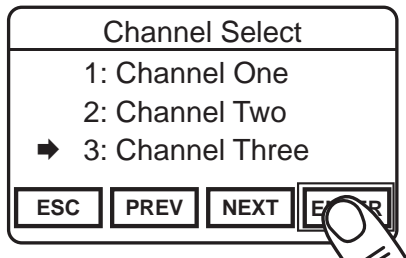 Channel Select
1: Channel One
2: Channel Two
3: Channel Three
ESC PREV NEXT